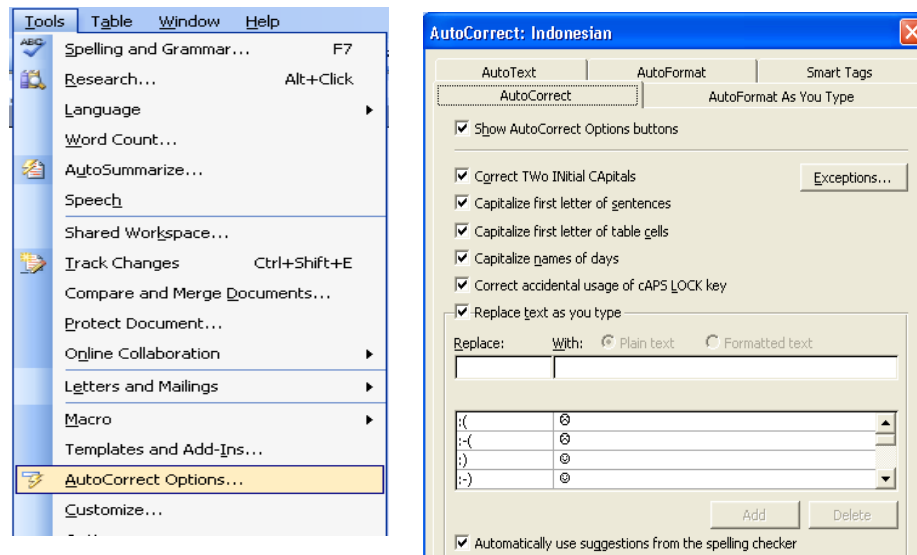 Tools Table Window Help
Spelling and Grammar... F7
Research... Alt+Click
Language
Word Count...
AutoSummarize...
Speech
Shared Workspace...
Track Changes Ctrl+Shift+E
Compare and Merge Documents...
Protect Document...
Online Collaboration
Letters and Mailings
Macro
Templates and Add-Ins...
AutoCorrect Options...
Customize...
AutoCorrect: Indonesian
AutoText AutoFormat Smart Tags
AutoCorrect AutoFormat As You Type
Show AutoCorrect Options buttons
Correct TWo INitial CApitals Exceptions...
Capitalize first letter of sentences
Capitalize first letter of table cells
Capitalize names of days
Correct accidental usage of cAPS LOCK key
Replace text as you type
Replace: With: Plain text Formatted text
:( ☹
:-( ☹
:) ☺
:-) ☺
Add Delete
Automatically use suggestions from the spelling checker